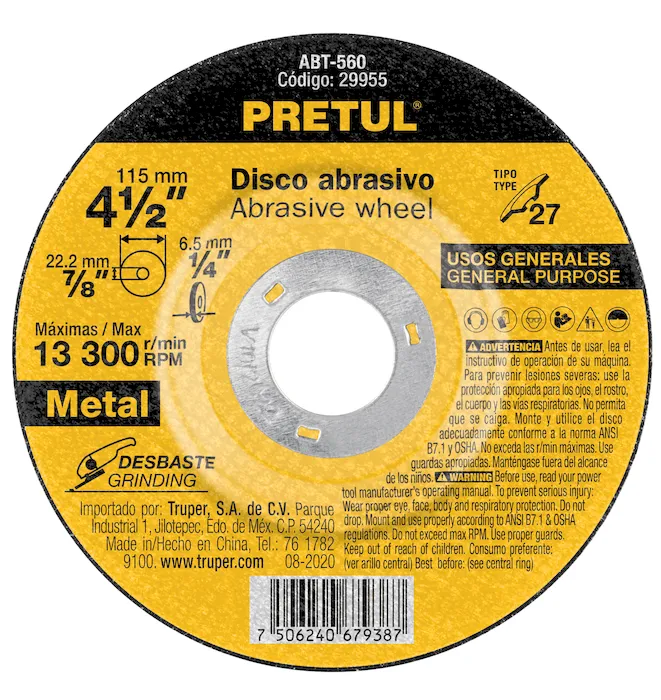 ABT-560
Código: 29955
PRETUL®
115 mm
4½"
22.2 mm
7/8"
6.5 mm
1/4"
Disco abrasivo
Abrasive wheel
TIPO
TYPE
27
USOS GENERALES
GENERAL PURPOSE
Máximas / Max
13 300 r/min
RPM
Metal
DESBASTE
GRINDING
ADVERTENCIA Antes de usar, lea el
instructivo de operación de su máquina.
Para prevenir lesiones severas: use la
protección apropiada para los ojos, el rostro,
el cuerpo y las vías respiratorias. No permita
que se caiga. Monte y utilice el disco
adecuadamente conforme a la norma ANSI
B7.1 y OSHA. No exceda las r/min máximas. Use
guardas apropiadas. Manténgase fuera del alcance
de los niños. WARNING Before use, read your power
tool manufacturer's operating manual. To prevent serious injury:
Wear proper eye, face, body and respiratory protection. Do not
drop. Mount and use properly according to ANSI B7.1 & OSHA
regulations. Do not exceed max RPM. Use proper guards.
Keep out of reach of children. Consumo preferente:
(ver arillo central) Best before: (see central ring)
Importado por: Truper, S.A. de C.V. Parque
Industrial 1, Jilotepec, Edo. de Méx. C.P. 54240
Made in/Hecho en China, Tel.: 76 1782
9100. www.truper.com 08-2020
7 506240 679387